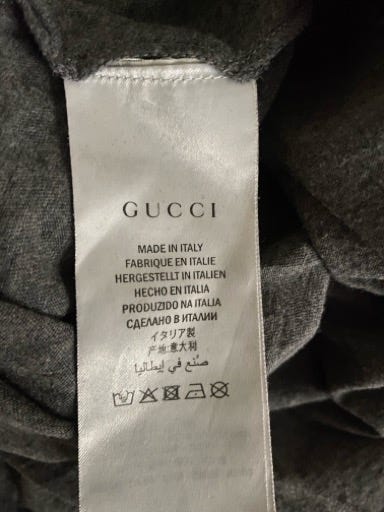 GUCCI
MADE IN ITALY
FABRIQUE EN ITALIE
HERGESTELLT IN ITALIEN
HECHO EN ITALIA
PRODUZIDO NA ITALIA
СДЕЛАНО В ИТАЛИИ
イタリア製
产地意大利
صُنع في إيطاليا